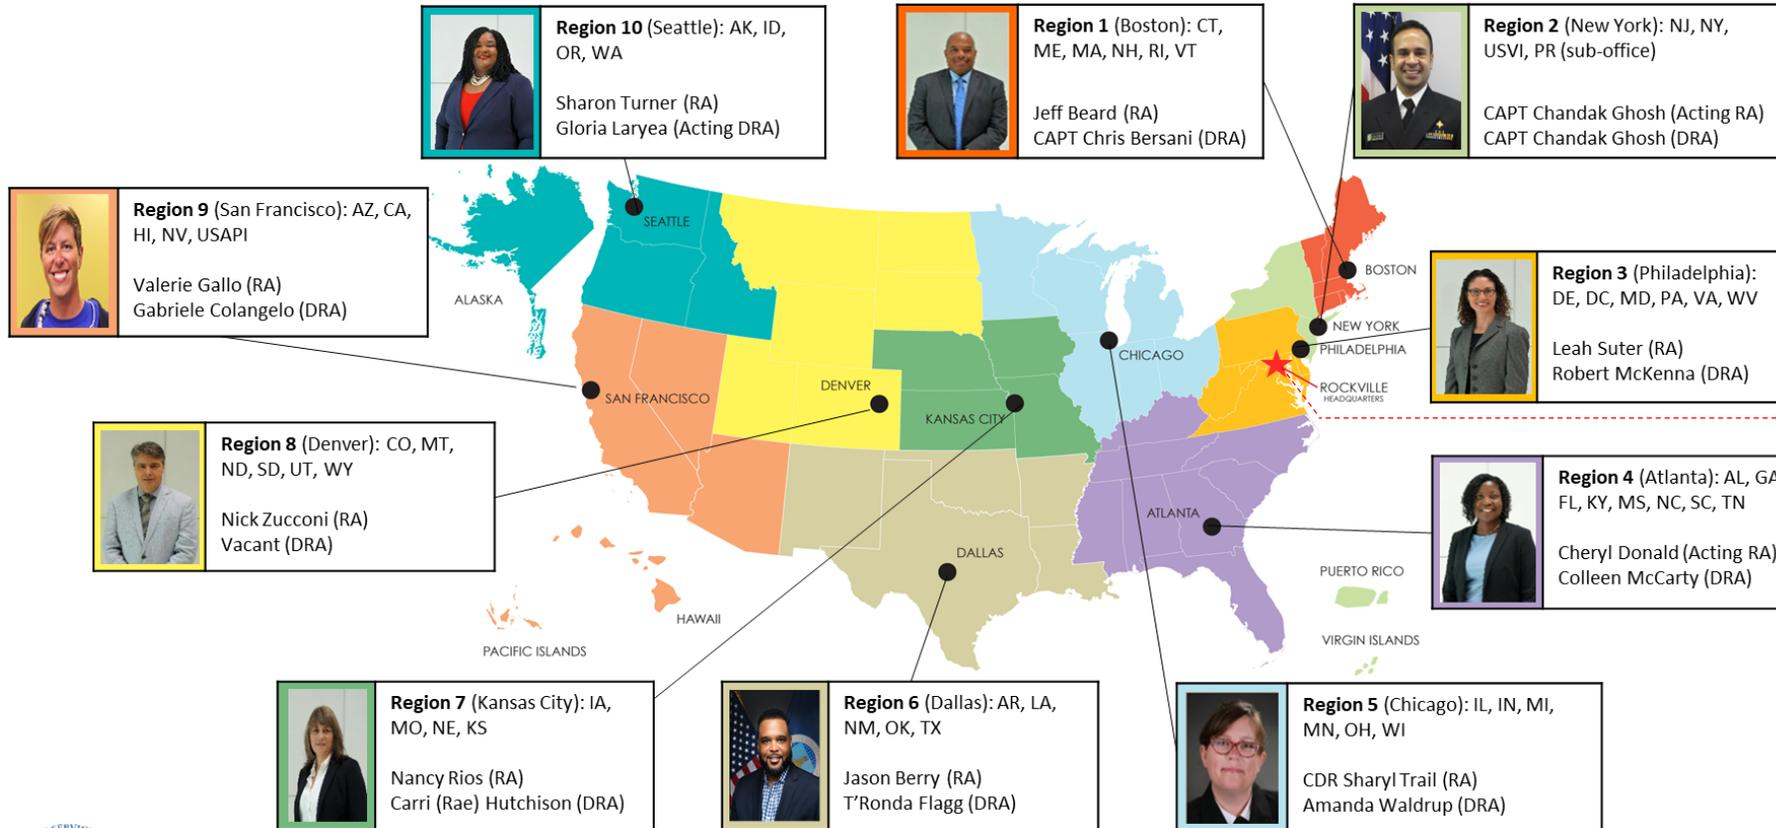 Region 10 (Seattle): AK, ID,
OR, WA
Sharon Turner (RA)
Gloria Laryea (Acting DRA)
Region 1 (Boston): CT,
ME, MA, NH, RI, VT
Jeff Beard (RA)
CAPT Chris Bersani (DRA)
Region 2 (New York): NJ, NY,
USVI, PR (sub-office)
CAPT Chandak Ghosh (Acting RA)
CAPT Chandak Ghosh (DRA)
Region 9 (San Francisco): AZ, CA,
HI, NV, USAPI
Valerie Gallo (RA)
Gabriele Colangelo (DRA)
Region 3 (Philadelphia):
DE, DC, MD, PA, VA, WV
Leah Suter (RA)
Robert McKenna (DRA)
Region 8 (Denver): CO, MT,
ND, SD, UT, WY
Nick Zucconi (RA)
Vacant (DRA)
Region 4 (Atlanta): AL, GA
FL, KY, MS, NC, SC, TN
Cheryl Donald (Acting RA)
Colleen McCarty (DRA)
Region 7 (Kansas City): IA,
MO, NE, KS
Nancy Rios (RA)
Carri (Rae) Hutchison (DRA)
Region 6 (Dallas): AR, LA,
NM, OK, TX
Jason Berry (RA)
T’Ronda Flagg (DRA)
Region 5 (Chicago): IL, IN, MI,
MN, OH, WI
CDR Sharyl Trail (RA)
Amanda Waldrup (DRA)
SEATTLE
ALASKA
BOSTON
NEW YORK
PHILADELPHIA
ROCKVILLE
HEADQUARTERS
CHICAGO
DENVER
SAN FRANCISCO
KANSAS CITY
ATLANTA
DALLAS
HAWAII
PACIFIC ISLANDS
PUERTO RICO
VIRGIN ISLANDS